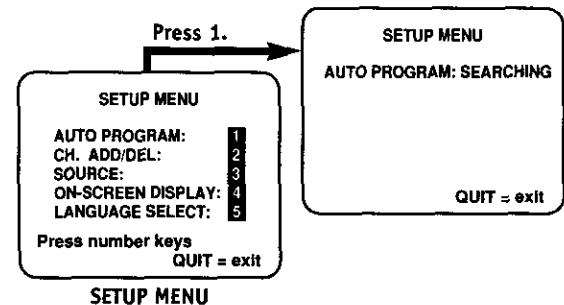 Press 1.
SETUP MENU
AUTO PROGRAM: 1
CH. ADD/DEL: 2
SOURCE: 3
ON-SCREEN DISPLAY: 4
LANGUAGE SELECT: 5
Press number keys
QUIT = exit
SETUP MENU
SETUP MENU
AUTO PROGRAM: SEARCHING
QUIT = exit